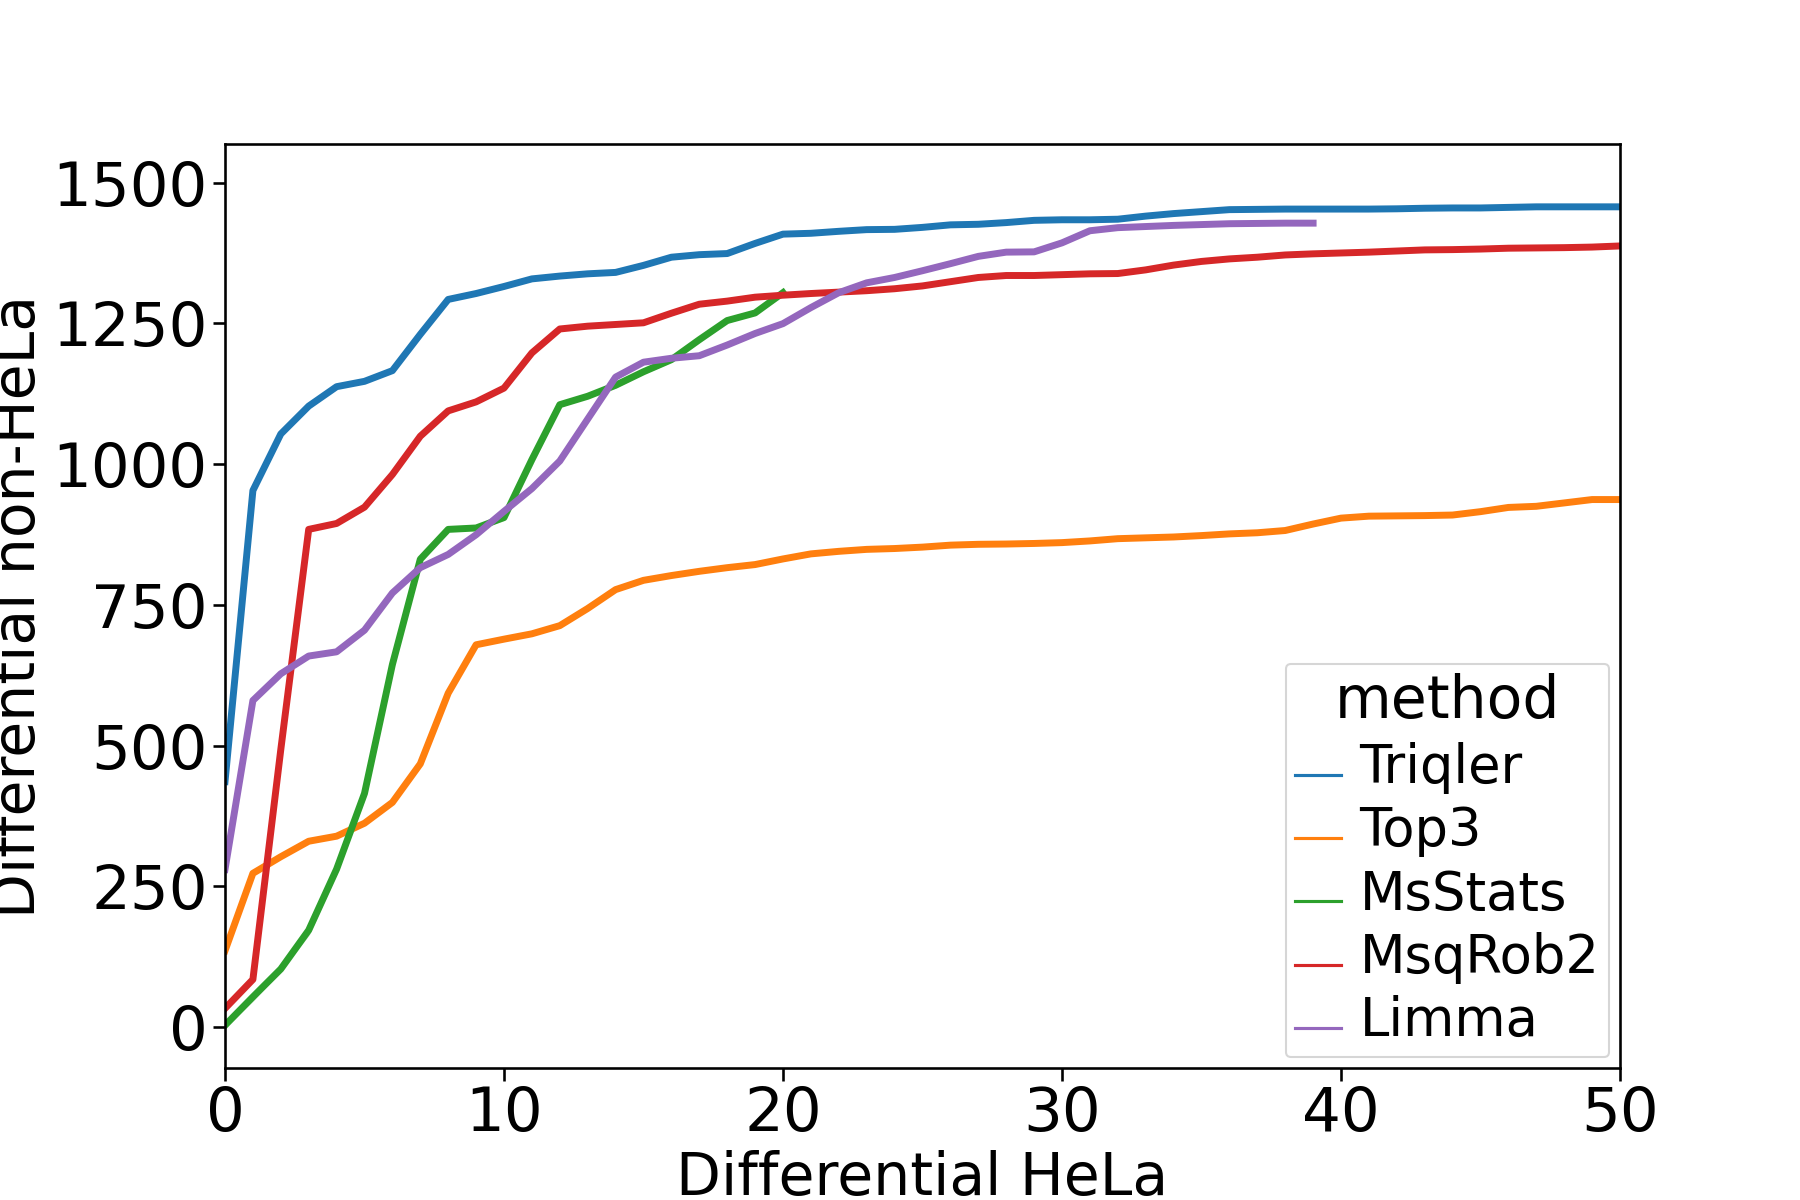 1500
1250
1000
750
500
250
0
Differential non-HeLa
0 10 20 30 40 50
Differential HeLa
method
Triqler
Top3
MsStats
MsqRob2
Limma